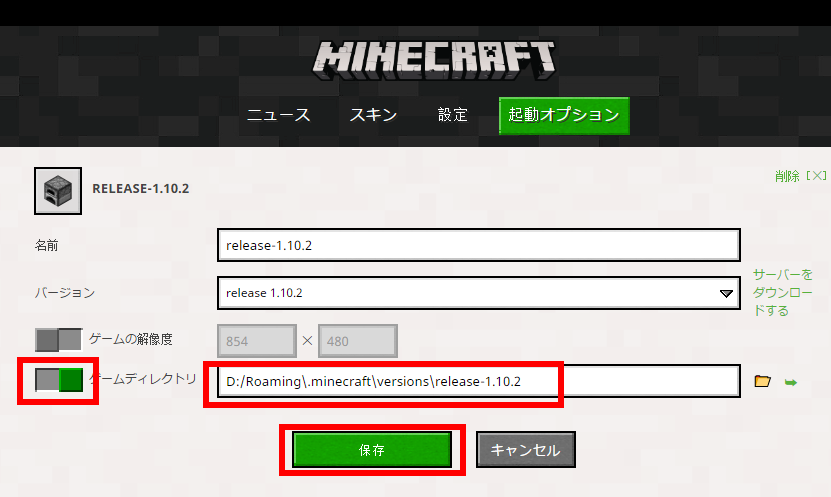 MINECRAFT
ニュース スキン 設定 起動オプション
RELEASE-1.10.2
削除 [X]
名前 release-1.10.2
バージョン release 1.10.2
サーバーを
ダウンロー
ドする
ゲームの解像度 854 × 480
ゲームディレクトリ D:/Roaming\.minecraft\versions\release-1.10.2
保存 キャンセル